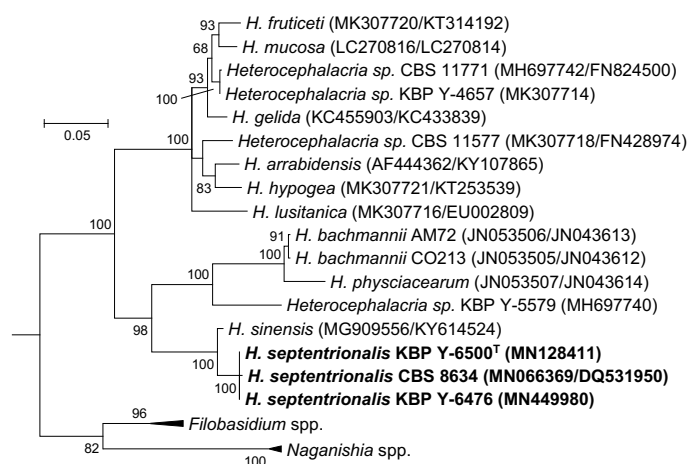 93
H. fruticeti (MK307720/KT314192)
68
H. mucosa (LC270816/LC270814)
Heterocephalacria sp. CBS 11771 (MH697742/FN824500)
93
100
Heterocephalacria sp. KBP Y-4657 (MK307714)
0.05
H. gelida (KC455903/KC433839)
100
Heterocephalacria sp. CBS 11577 (MK307718/FN428974)
H. arrabidensis (AF444362/KY107865)
83
H. hypogea (MK307721/KT253539)
H. lusitanica (MK307716/EU002809)
100
91
H. bachmannii AM72 (JN053506/JN043613)
100
H. bachmannii CO213 (JN053505/JN043612)
100
H. physciacearum (JN053507/JN043614)
Heterocephalacria sp. KBP Y-5579 (MH697740)
98
H. sinensis (MG909556/KY614524)
100
H. septentrionalis KBP Y-6500T (MN128411)
H. septentrionalis CBS 8634 (MN066369/DQ531950)
100
H. septentrionalis KBP Y-6476 (MN449980)
96
Filobasidium spp.
82
Naganishia spp.
100